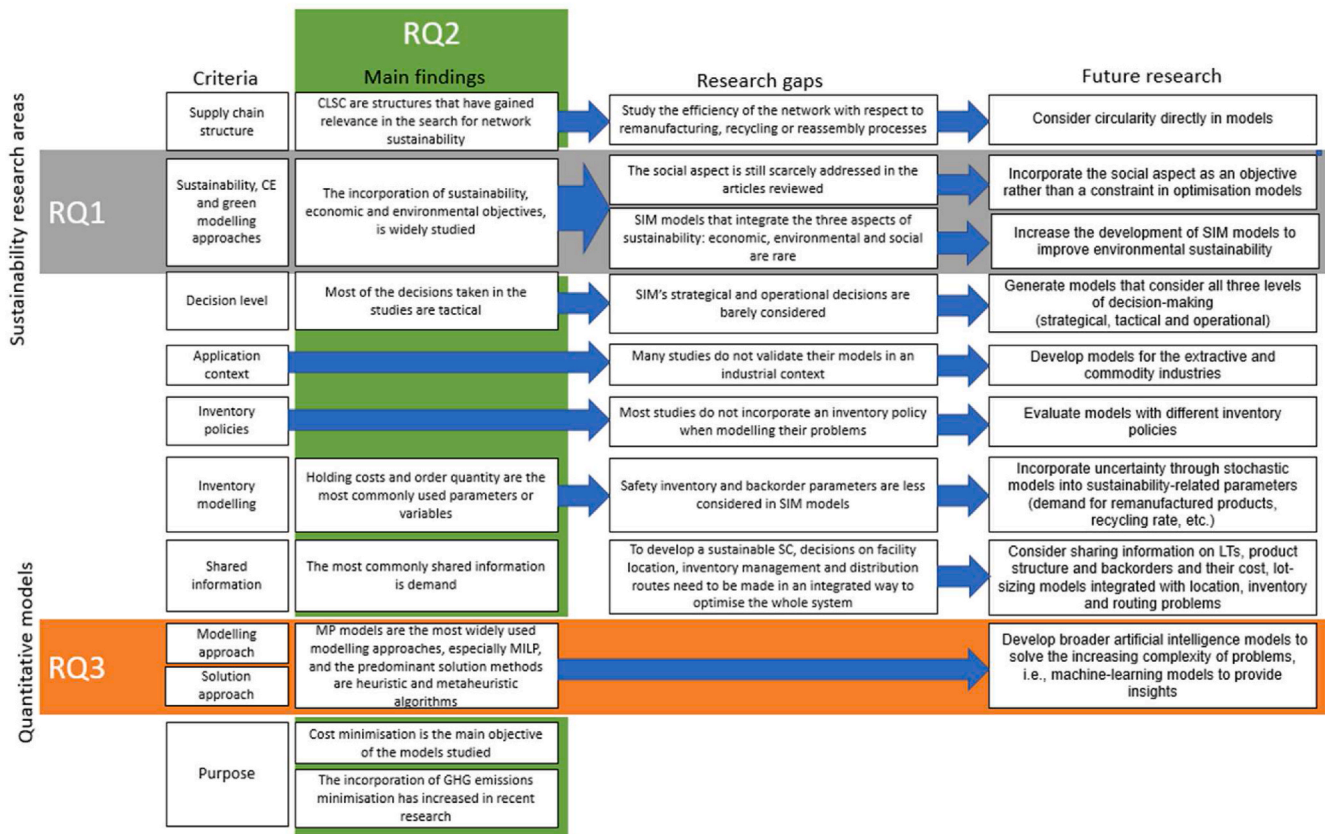 RQ2
Criteria
Main findings
Research gaps
Future research
Sustainability research areas
Supply chain
structure
CLSC are structures that have gained
relevance in the search for network
sustainability
Study the efficiency of the network with respect to
remanufacturing, recycling or reassembly processes
Consider circularity directly in models
RQ1
Sustainability, CE
and green
modelling
approaches
The incorporation of sustainability,
economic and environmental objectives,
is widely studied
The social aspect is still scarcely addressed in the
articles reviewed
Incorporate the social aspect as an objective
rather than a constraint in optimisation models
SIM models that integrate the three aspects of
sustainability: economic, environmental and social
are rare
Increase the development of SIM models to
improve environmental sustainability
Decision level
Most of the decisions taken in the
studies are tactical
SIM's strategical and operational decisions are
barely considered
Generate models that consider all three levels
of decision-making
(strategical, tactical and operational)
Application
context
Many studies do not validate their models in an
industrial context
Develop models for the extractive and
commodity industries
Inventory
policies
Most studies do not incorporate an inventory policy
when modelling their problems
Evaluate models with different inventory
policies
Quantitative models
Inventory
modelling
Holding costs and order quantity are the
most commonly used parameters or
variables
Safety inventory and backorder parameters are less
considered in SIM models
Incorporate uncertainty through stochastic
models into sustainability-related parameters
(demand for remanufactured products,
recycling rate, etc.)
Shared
information
The most commonly shared information
is demand
To develop a sustainable SC, decisions on facility
location, inventory management and distribution
routes need to be made in an integrated way to
optimise the whole system
Consider sharing information on LTs, product
structure and backorders and their cost, lot-
sizing models integrated with location, inventory
and routing problems
RQ3
Modelling
approach
Solution
approach
MP models are the most widely used
modelling approaches, especially MILP,
and the predominant solution methods
are heuristic and metaheuristic
algorithms
Develop broader artificial intelligence models to
solve the increasing complexity of problems,
i.e., machine-learning models to provide
insights
Purpose
Cost minimisation is the main objective
of the models studied
The incorporation of GHG emissions
minimisation has increased in recent
research